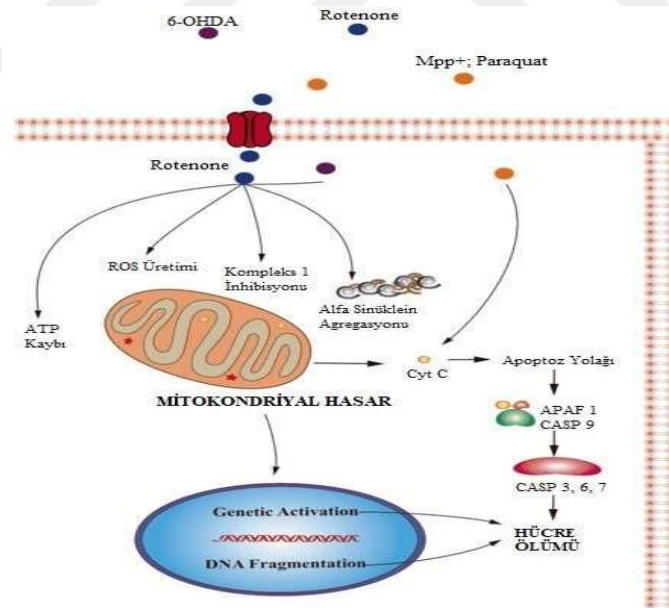 6-OHDA
Rotenone
Mpp+; Paraquat
Rotenone
ROS Üretimi
Kompleks 1
İnhibisyonu
Alfa Sinüklein
Agregasyonu
ATP
Kaybı
Cyt C
Apoptoz Yolağı
MİTOKONDRİYAL HASAR
APAF 1
CASP 9
CASP 3, 6, 7
Genetic Activation
DNA Fragmentation
HÜCRE
ÖLÜMÜ